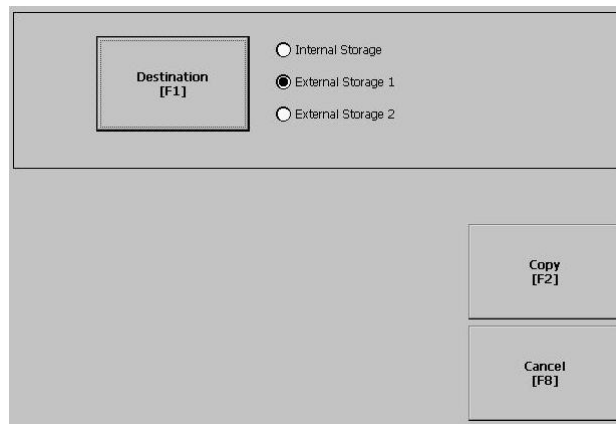 Destination
[F1]
Internal Storage
External Storage 1
External Storage 2
Copy
[F2]
Cancel
[F8]